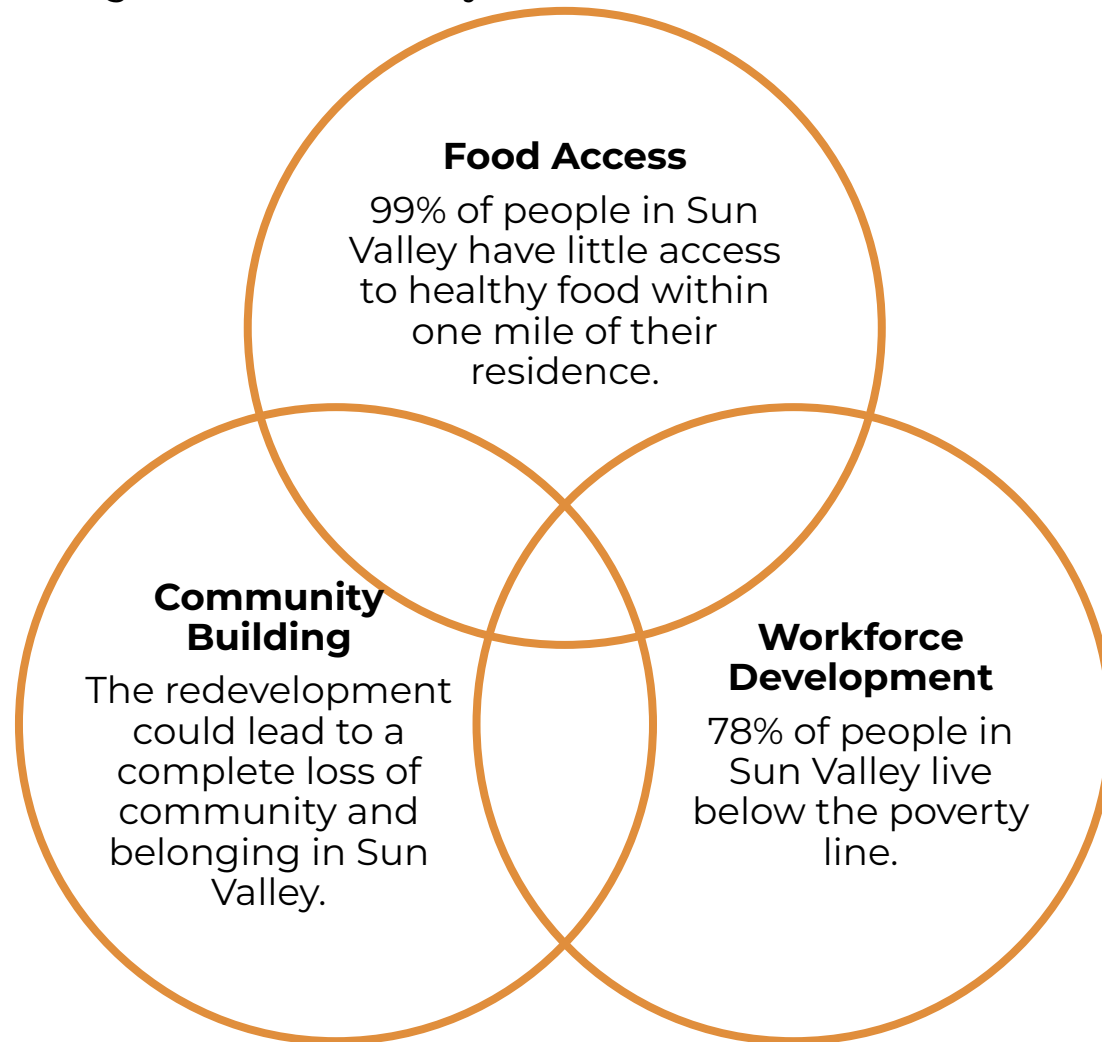 Food Access
99% of people in Sun
Valley have little access
to healthy food within
one mile of their
residence.
Community
Building
The redevelopment
could lead to a
complete loss of
community and
belonging in Sun
Valley.
Workforce
Development
78% of people in
Sun Valley live
below the poverty
line.